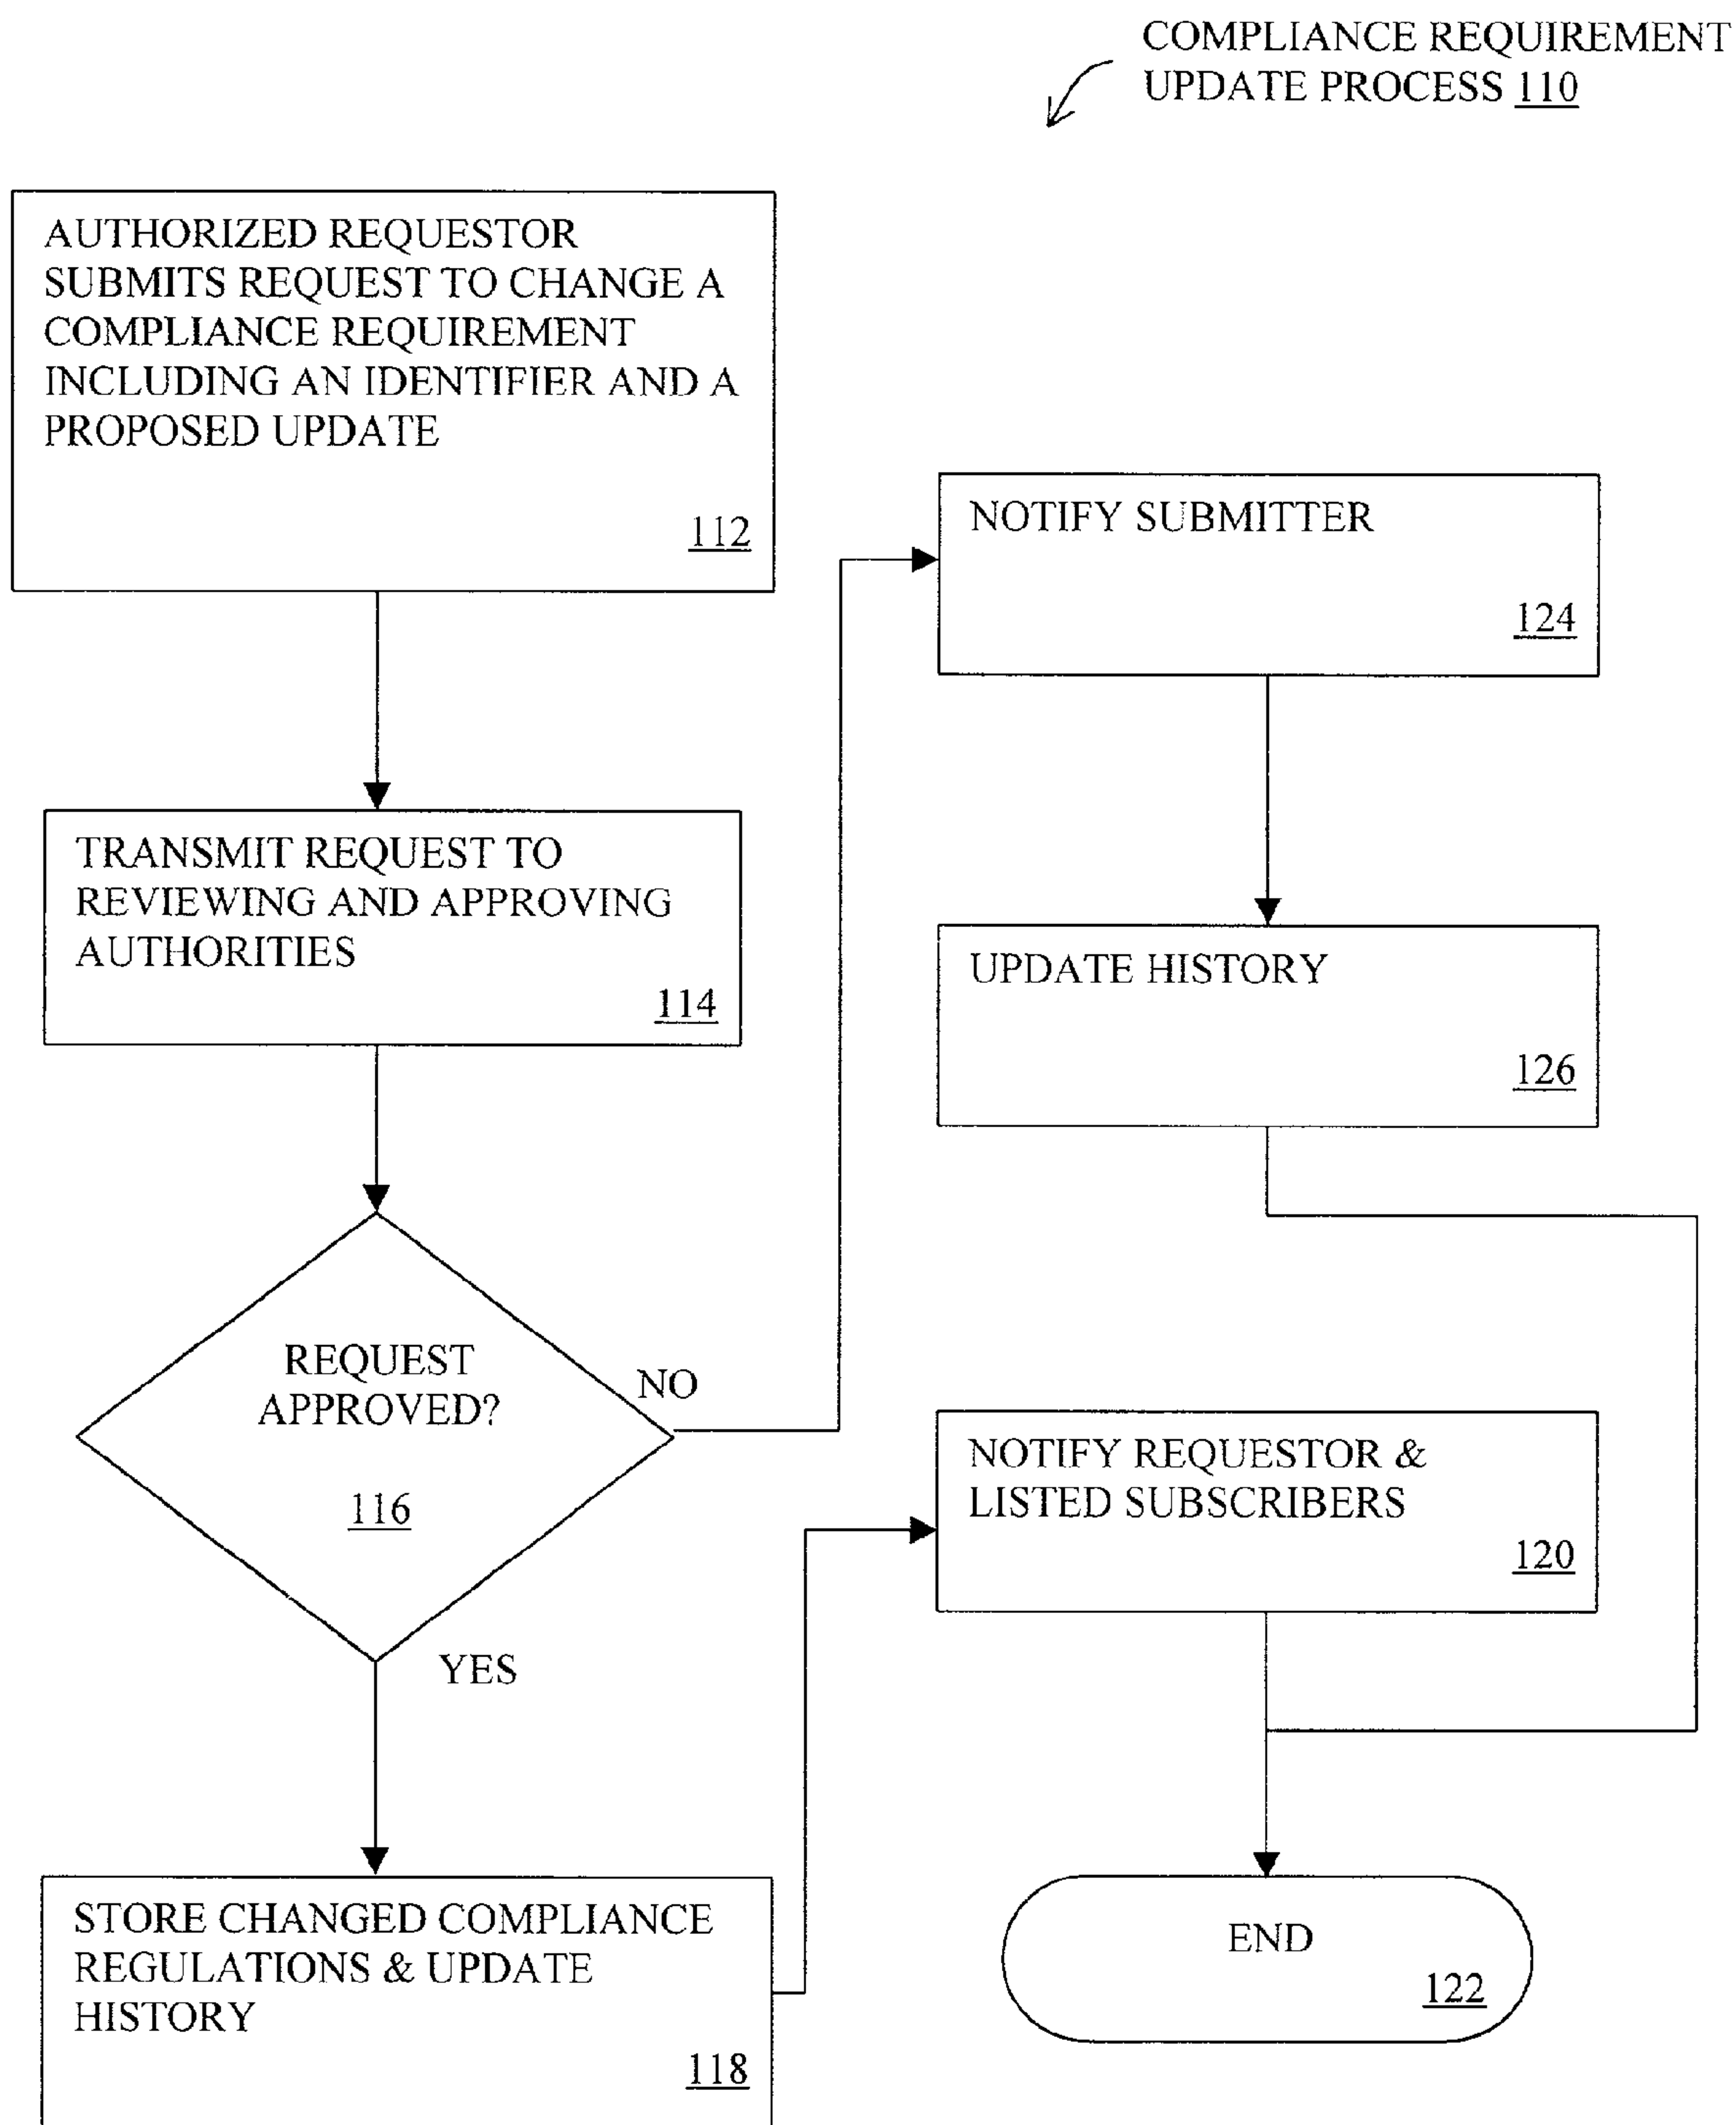 COMPLIANCE REQUIREMENT
UPDATE PROCESS 110
AUTHORIZED REQUESTOR
SUBMITS REQUEST TO CHANGE A
COMPLIANCE REQUIREMENT
INCLUDING AN IDENTIFIER AND A
PROPOSED UPDATE
112
TRANSMIT REQUEST TO
REVIEWING AND APPROVING
AUTHORITIES
114
REQUEST
APPROVED?
116
NO
YES
STORE CHANGED COMPLIANCE
REGULATIONS & UPDATE
HISTORY
118
NOTIFY SUBMITTER
124
UPDATE HISTORY
126
NOTIFY REQUESTOR &
LISTED SUBSCRIBERS
120
END
122